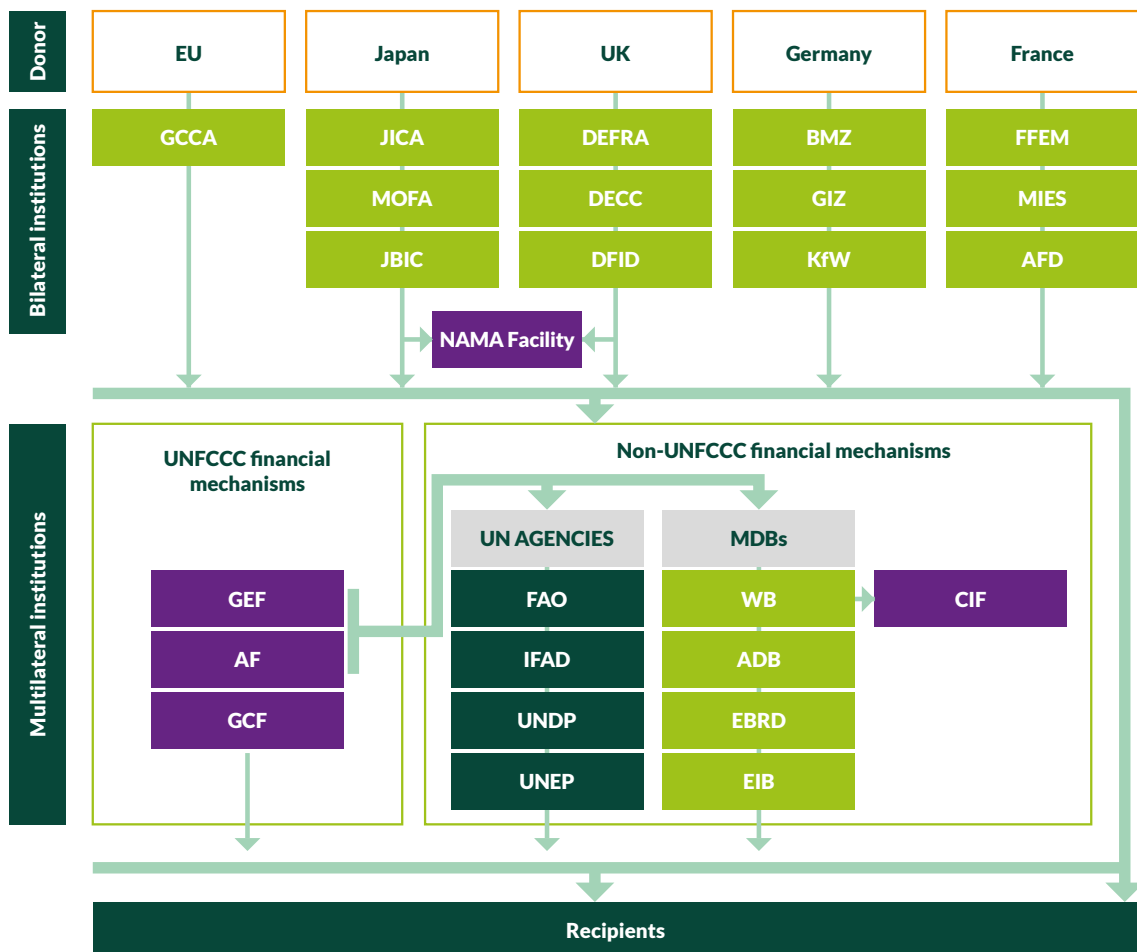 Donor
EU
Japan
UK
Germany
France
Bilateral institutions
GCCA
JICA
DEFRA
BMZ
FFEM
MOFA
DECC
GIZ
MIES
JBIC
DFID
KfW
AFD
NAMA Facility
Multilateral institutions
UNFCCC financial
mechanisms
Non-UNFCCC financial mechanisms
UN AGENCIES
MDBs
GEF
FAO
WB
CIF
AF
IFAD
ADB
GCF
UNDP
EBRD
UNEP
EIB
Recipients